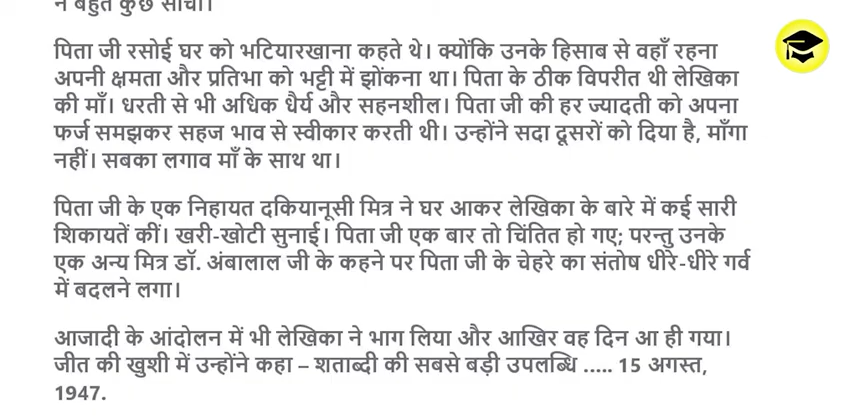 ने बहुत कुछ सीखा।
पिता जी रसोई घर को भटियारखाना कहते थे। क्योंकि उनके हिसाब से वहाँ रहना
अपनी क्षमता और प्रतिभा को भट्टी में झोंकना था। पिता के ठीक विपरीत थी लेखिका
की माँ। धरती से भी अधिक धैर्य और सहनशील। पिता जी की हर ज्यादती को अपना
फर्ज समझकर सहज भाव से स्वीकार करती थी। उन्होंने सदा दूसरों को दिया है, माँगा
नहीं। सबका लगाव माँ के साथ था।
पिता जी के एक निहायत दकियानूसी मित्र ने घर आकर लेखिका के बारे में कई सारी
शिकायतें कीं। खरी-खोटी सुनाई। पिता जी एक बार तो चिंतित हो गए; परन्तु उनके
एक अन्य मित्र डॉ. अंबालाल जी के कहने पर पिता जी के चेहरे का संतोष धीरे-धीरे गर्व
में बदलने लगा।
आजादी के आंदोलन में भी लेखिका ने भाग लिया और आखिर वह दिन आ ही गया।
जीत की खुशी में उन्होंने कहा – शताब्दी की सबसे बड़ी उपलब्धि ..... 15 अगस्त,
1947.